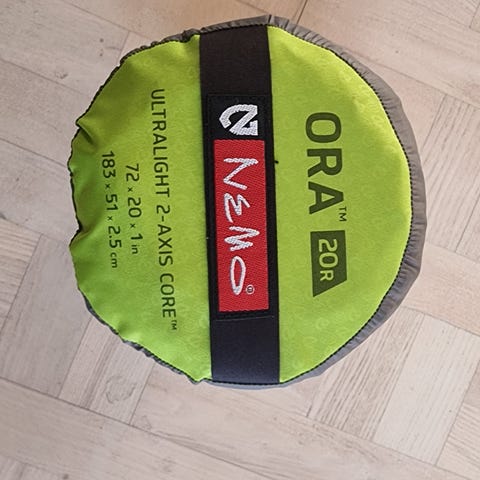 ORA™ 20R
NEMO®
ULTRALIGHT 2-AXIS CORE™
72 x 20 x 1 in
183 x 51 x 2.5 cm